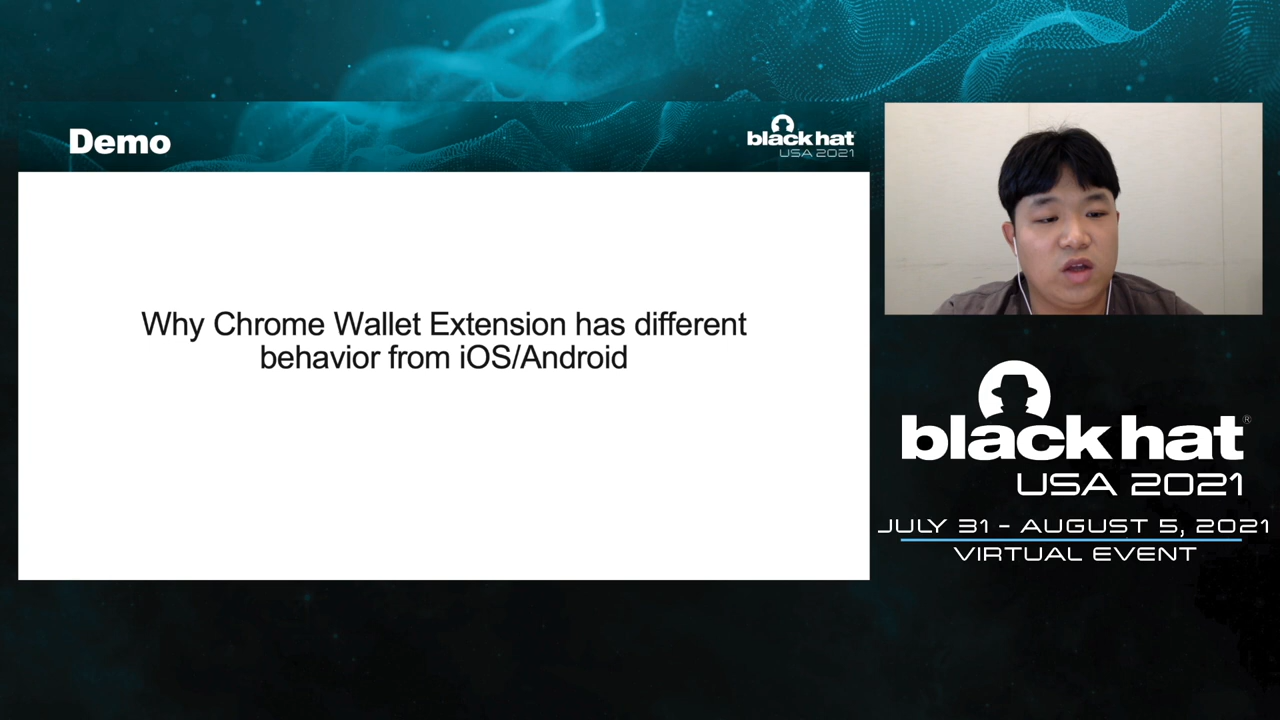 Demo
black hat
USA 2021
Why Chrome Wallet Extension has different
behavior from iOS/Android
black hat®
USA 2021
JULY 31 - AUGUST 5, 2021
VIRTUAL EVENT